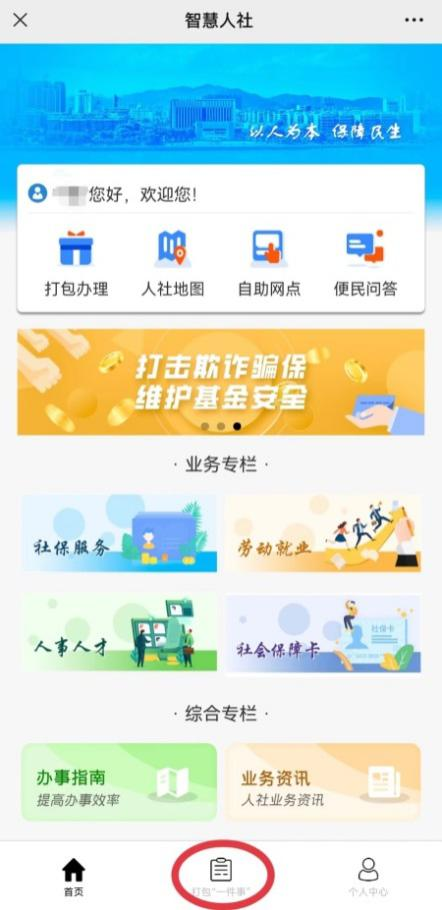 智慧人社
以人为本 保障民生
您好，欢迎您！
打包办理
人社地图
自助网点
便民问答
打击欺诈骗保
维护基金安全
· 业务专栏 ·
社保服务
劳动就业
人事人才
社会保障卡
社保卡
· 综合专栏 ·
办事指南
提高办事效率
业务资讯
人社业务资讯
首页
打包“一件事”
个人中心